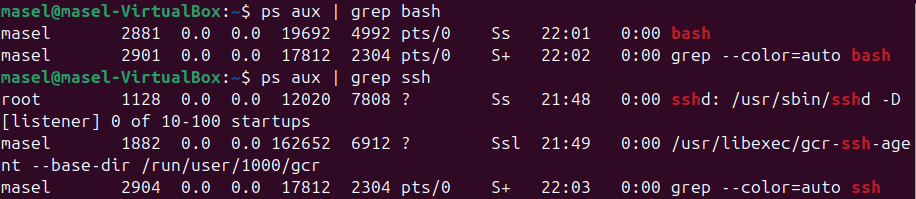 masel@masel-VirtualBox:~$ ps aux | grep bash
masel       2881  0.0  0.0  19692  4992 pts/0    Ss   22:01   0:00 bash
masel       2901  0.0  0.0  17812  2304 pts/0    S+   22:02   0:00 grep --color=auto bash
masel@masel-VirtualBox:~$ ps aux | grep ssh
root        1128  0.0  0.0  12020  7808 ?        Ss   21:48   0:00 sshd: /usr/sbin/sshd -D
[listener] 0 of 10-100 startups
masel       1882  0.0  0.0 162652  6912 ?        Ssl  21:49   0:00 /usr/libexec/gcr-ssh-age
nt --base-dir /run/user/1000/gcr
masel       2904  0.0  0.0  17812  2304 pts/0    S+   22:03   0:00 grep --color=auto ssh